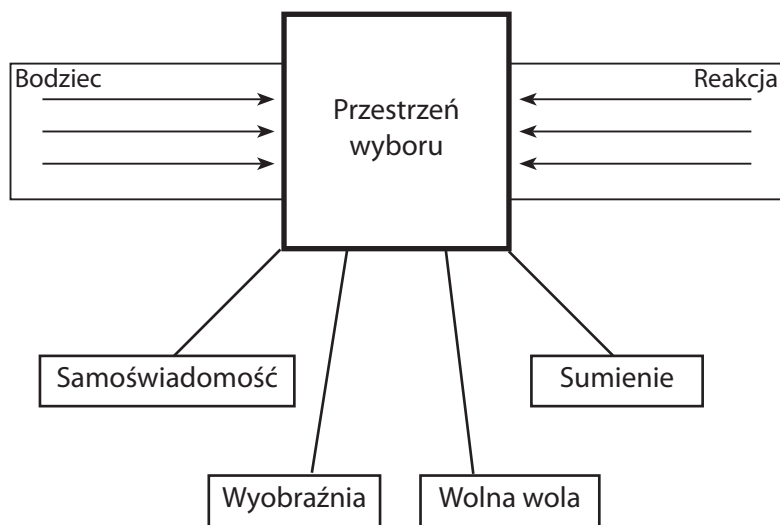 Bodziec
Przestrzeń
wyboru
Reakcja
Samoświadomość
Sumienie
Wyobraźnia
Wolna wola